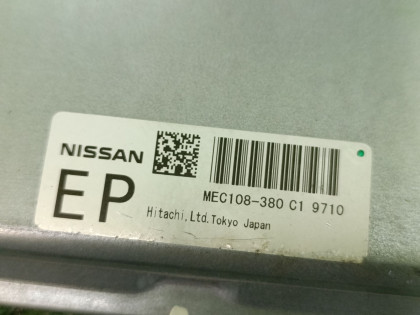 NISSAN
EP
MEC108-380 C1 9710
Hitachi,Ltd.Tokyo Japan